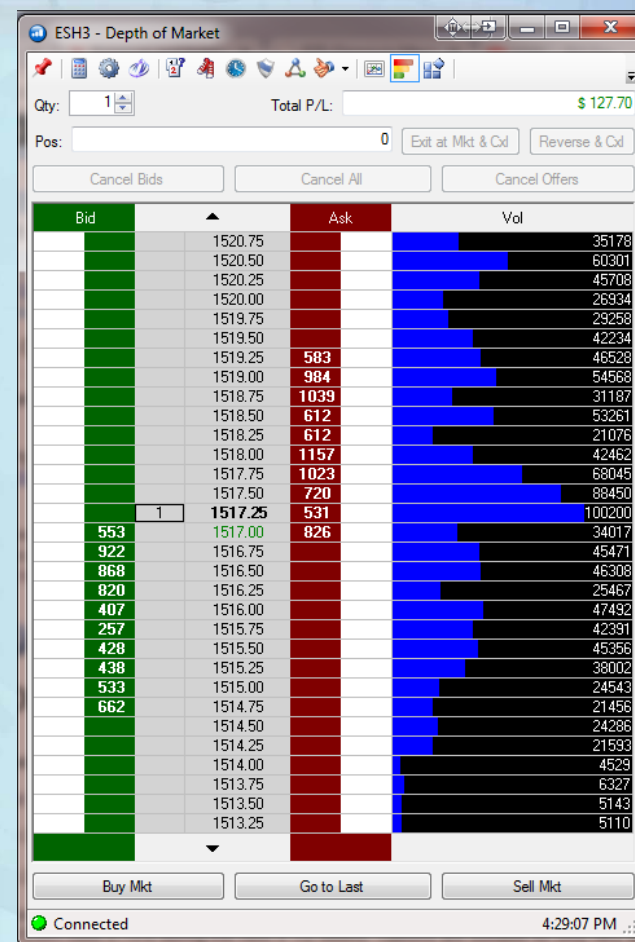 ESH3 - Depth of Market
Qty: 1 Total P/L: $ 127.70
Pos: 0 Exit at Mkt & Cxl Reverse & Cxl
Cancel Bids Cancel All Cancel Offers
Bid Ask Vol
1520.75 35178
1520.50 60301
1520.25 45708
1520.00 26934
1519.75 29258
1519.50 42234
1519.25 583 46528
1519.00 984 54568
1518.75 1039 31187
1518.50 612 53261
1518.25 612 21076
1518.00 1157 42462
1517.75 1023 68045
1517.50 720 88450
1 1517.25 531 100200
553 1517.00 826 34017
922 1516.75 45471
868 1516.50 46308
820 1516.25 25467
407 1516.00 47492
257 1515.75 42391
428 1515.50 45356
438 1515.25 38002
533 1515.00 24543
662 1514.75 21456
1514.50 24286
1514.25 21593
1514.00 4529
1513.75 6327
1513.50 5143
1513.25 5110
Buy Mkt Go to Last Sell Mkt
Connected 4:29:07 PM